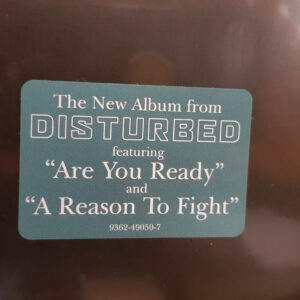 The New Album from
DISTURBED
featuring
“Are You Ready”
and
“A Reason To Fight”
9362-49050-7